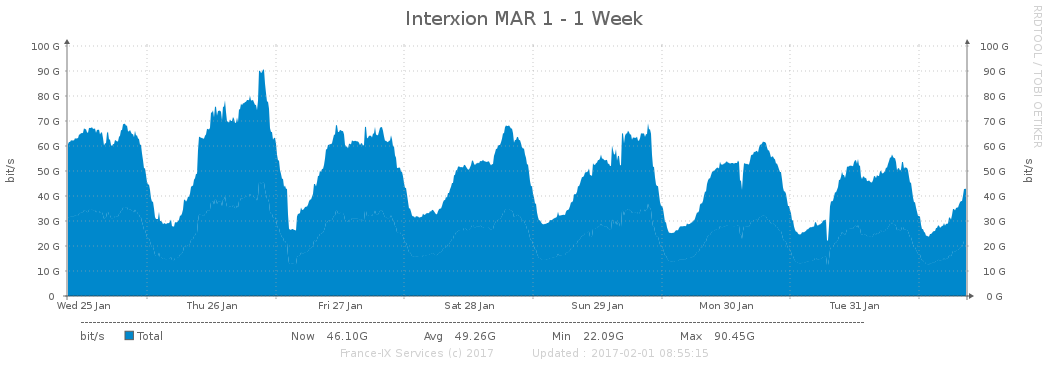 Interxion MAR 1 - 1 Week
RRDTOOL / TOBI OETIKER
100 G 100 G
90 G 90 G
80 G 80 G
70 G 70 G
60 G 60 G
50 G 50 G
40 G 40 G
30 G 30 G
20 G 20 G
10 G 10 G
0 0 G
bit/s bit/s
Wed 25 Jan Thu 26 Jan Fri 27 Jan Sat 28 Jan Sun 29 Jan Mon 30 Jan Tue 31 Jan
bit/s Total Now 46.10G Avg 49.26G Min 22.09G Max 90.45G
France-IX Services (c) 2017 Updated : 2017-02-01 08:55:15